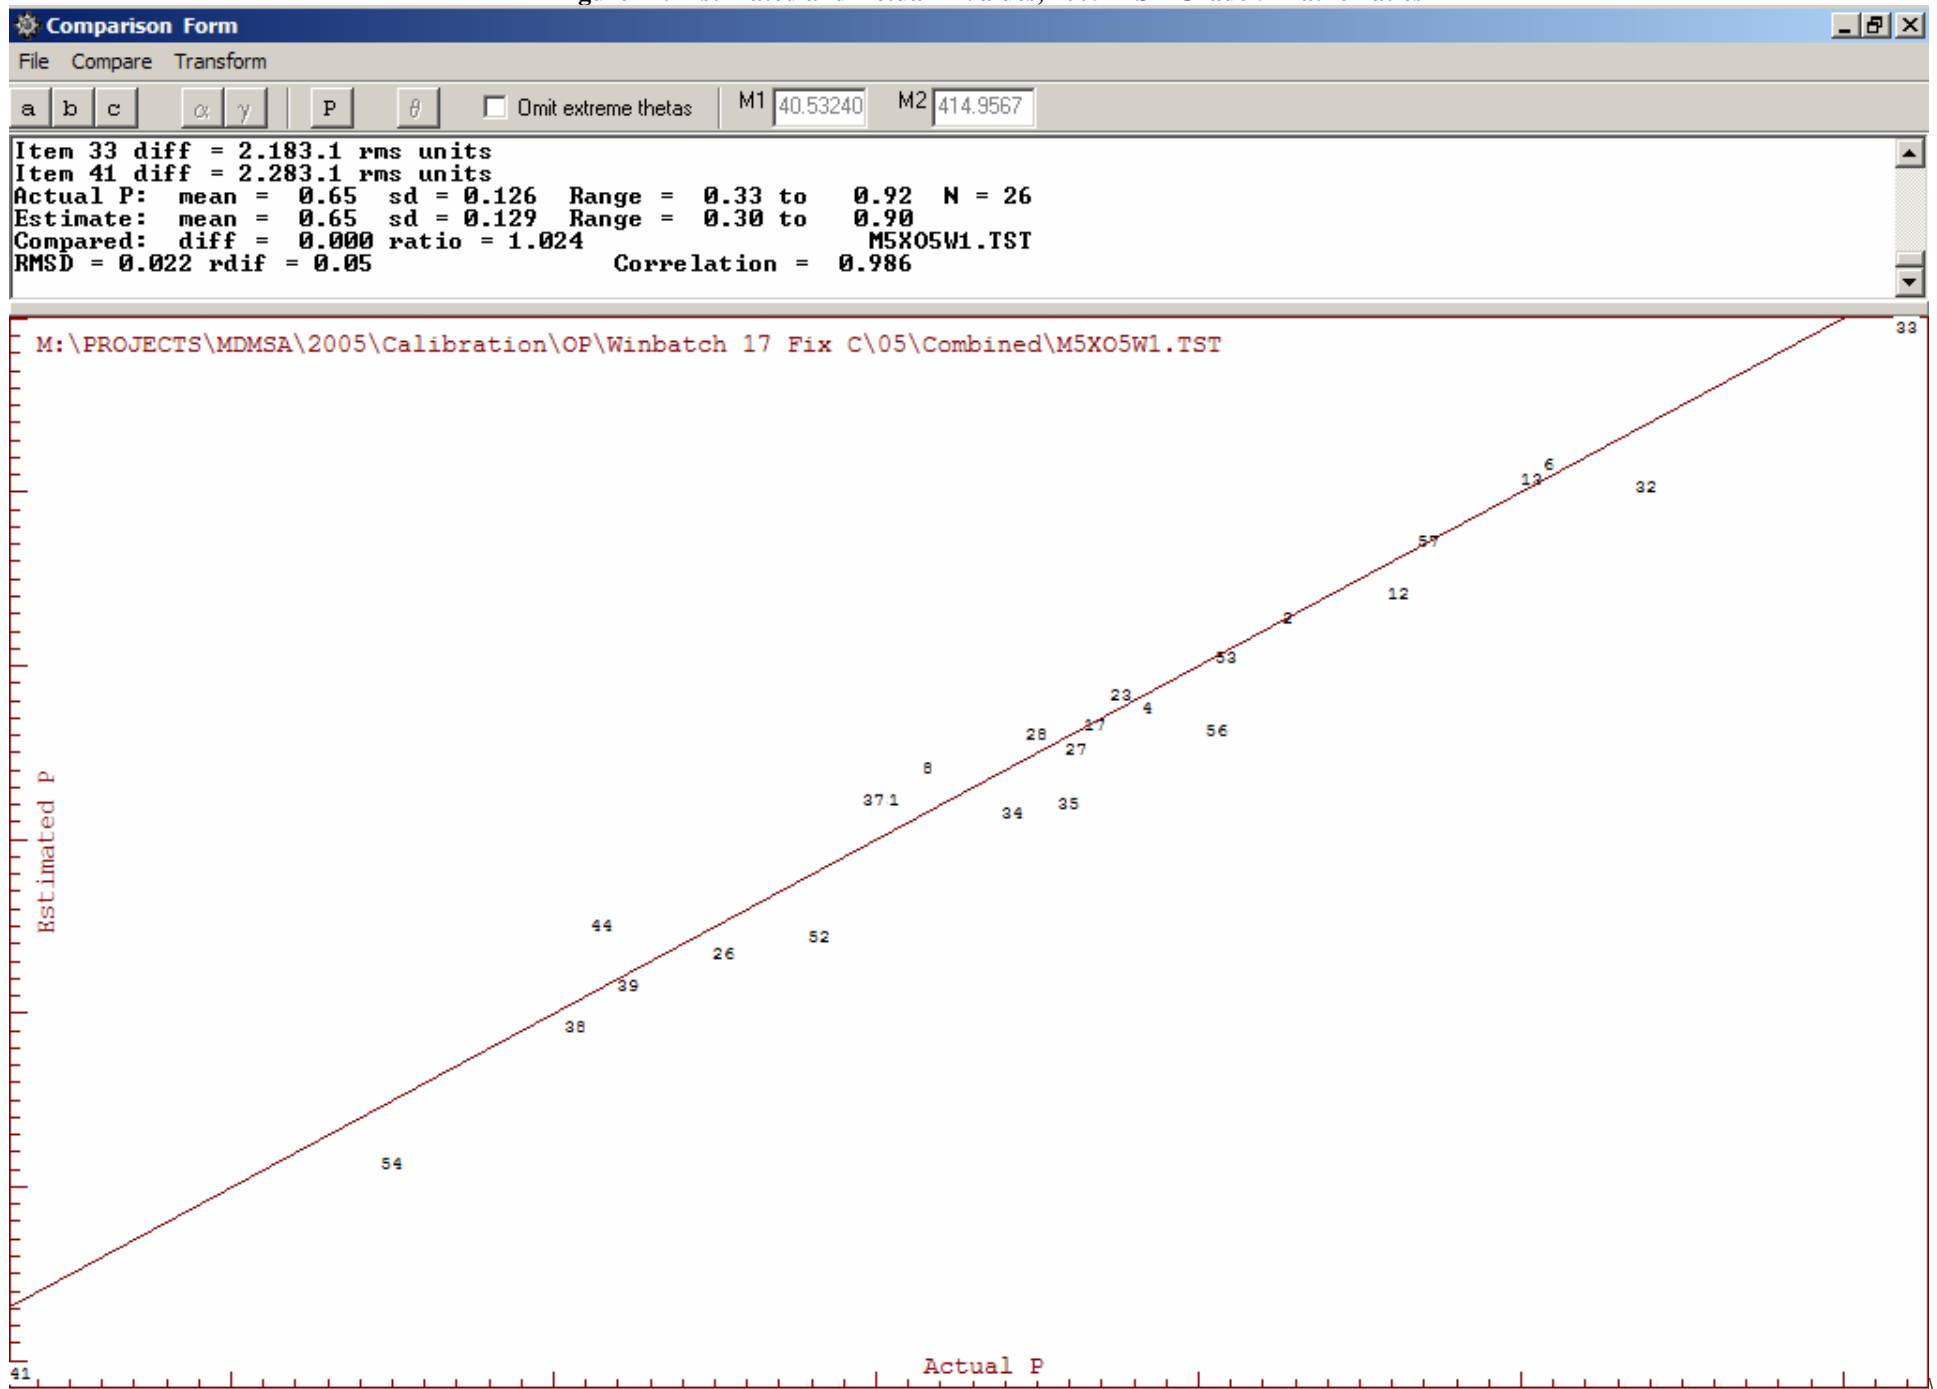 Comparison Form
File Compare Transform
a b c α γ P θ Omit extreme thetas M1 40.53240 M2 414.9567
Item 33 diff = 2.183.1 rms units
Item 41 diff = 2.283.1 rms units
Actual P: mean = 0.65 sd = 0.126 Range = 0.33 to 0.92 N = 26
Estimate: mean = 0.65 sd = 0.129 Range = 0.30 to 0.90
Compared: diff = 0.000 ratio = 1.024 M5XO5W1.TST
RMSD = 0.022 rdif = 0.05 Correlation = 0.986
M:\PROJECTS\MDMSA\2005\Calibration\OP\Winbatch 17 Fix C\05\Combined\M5XO5W1.TST
33
6
13
32
57
12
2
53
23
4
17
56
28
27
8
37 1
35
34
44
52
26
39
38
54
41
Estimated P
Actual P